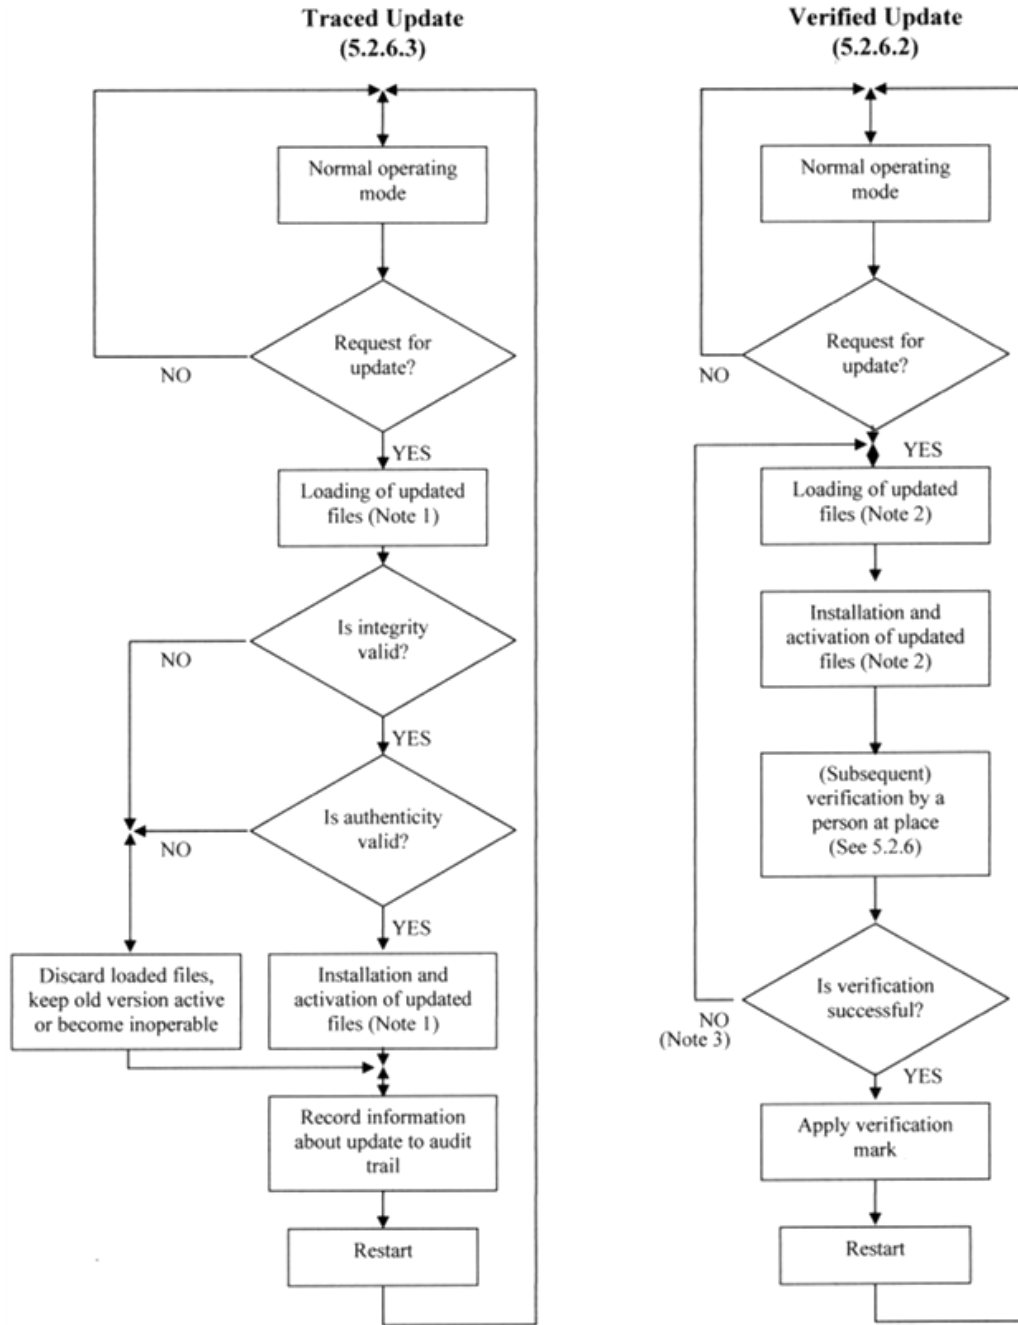 Traced Update
(5.2.6.3)
Normal operating
mode
Request for
update?
NO
YES
Loading of updated
files (Note 1)
Is integrity
valid?
NO
YES
Is authenticity
valid?
NO
YES
Discard loaded files,
keep old version active
or become inoperable
Installation and
activation of updated
files (Note 1)
Record information
about update to audit
trail
Restart
Verified Update
(5.2.6.2)
Normal operating
mode
Request for
update?
NO
YES
Loading of updated
files (Note 2)
Installation and
activation of updated
files (Note 2)
(Subsequent)
verification by a
person at place
(See 5.2.6)
Is verification
successful?
NO
(Note 3)
YES
Apply verification
mark
Restart